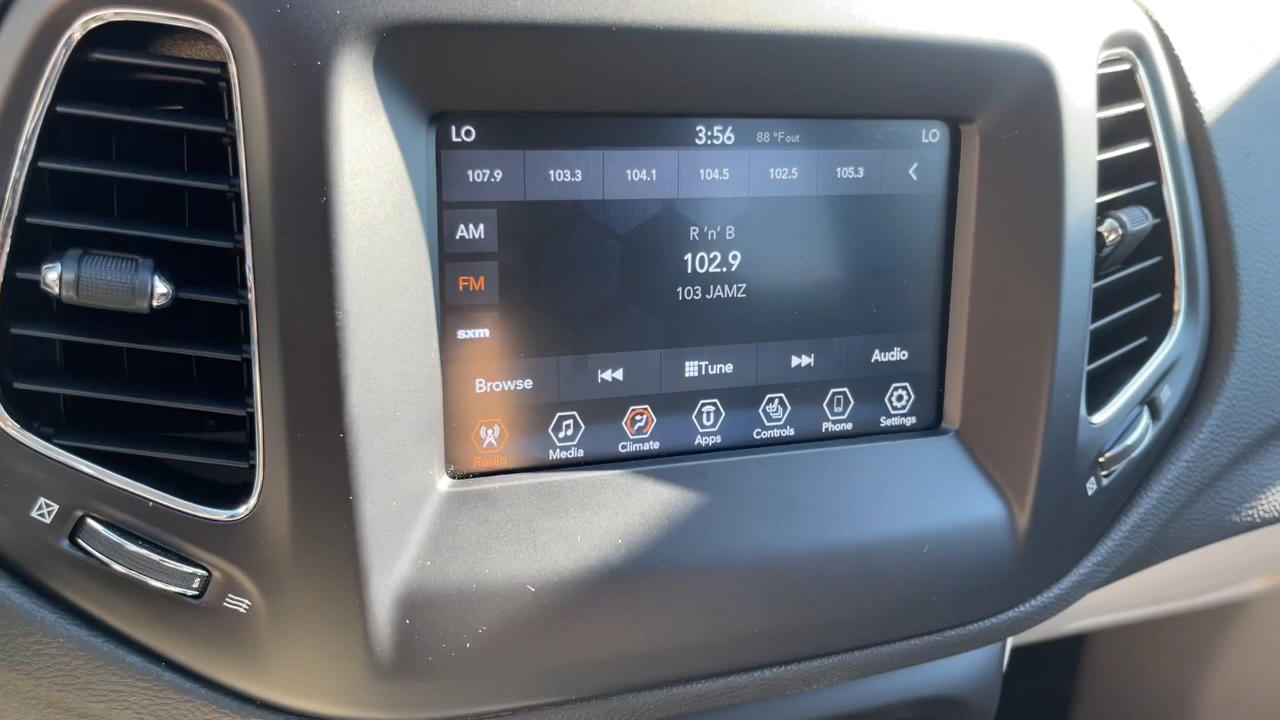 LO 3:56 88 °F out LO
107.9 103.3 104.1 104.5 102.5 105.3
AM
R 'n' B
102.9
FM
103 JAMZ
sxm
Browse Tune Audio
Radio Media Climate Apps Controls Phone Settings